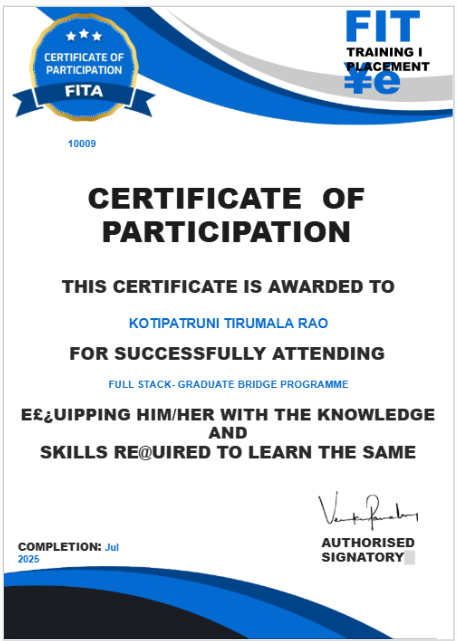 CERTIFICATE OF
PARTICIPATION
FITA
FIT
TRAINING I
PLACEMENT
¥e
10009
CERTIFICATE OF
PARTICIPATION
THIS CERTIFICATE IS AWARDED TO
KOTIPATRUNI TIRUMALA RAO
FOR SUCCESSFULLY ATTENDING
FULL STACK- GRADUATE BRIDGE PROGRAMME
E£¿UIPPING HIM/HER WITH THE KNOWLEDGE
AND
SKILLS RE@UIRED TO LEARN THE SAME
COMPLETION: Jul
2025
AUTHORISED
SIGNATORY